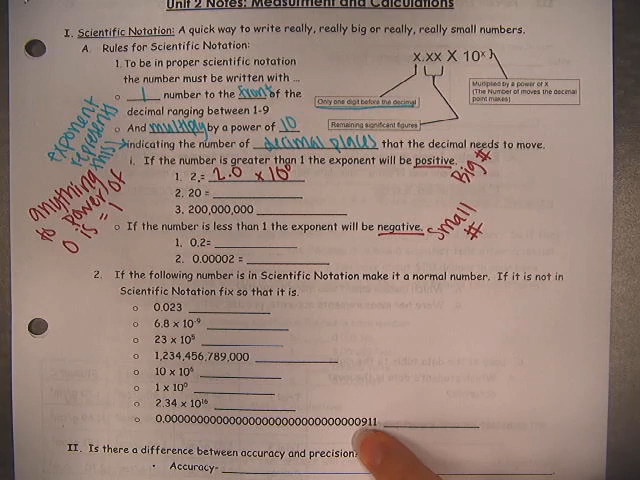 Unit 2 Notes: Measurment and Calculations
I. Scientific Notation: A quick way to write really, really big or really, really small numbers.
A. Rules for Scientific Notation:
1. To be in proper scientific notation
the number must be written with ...
X.XX X 10ˣ
o 1 number to the front of the
decimal ranging between 1-9
Only one digit before the decimal
Multiplied by a power of X
(The Number of moves the decimal
point makes)
Remaining significant figures
o And multiply by a power of 10
indicating the number of decimal places that the decimal needs to move.
exponent
represents
this
i. If the number is greater than 1 the exponent will be positive.
Big #
1. 2 = 2.0 x 10⁰
2. 20 =
3. 200,000,000
anything
to power of
0 is = 1
o If the number is less than 1 the exponent will be negative.
small
#
1. 0.2=
2. 0.00002 =
2. If the following number is in Scientific Notation make it a normal number. If it is not in
Scientific Notation fix so that it is.
o 0.023
o 6.8 x 10⁻⁹
o 23 x 10⁵
o 1,234,456,789,000
o 10 x 10⁶
o 1 x 10⁰
o 2.34 x 10¹⁶
II. Is there a difference between accuracy and precision?
• Accuracy-